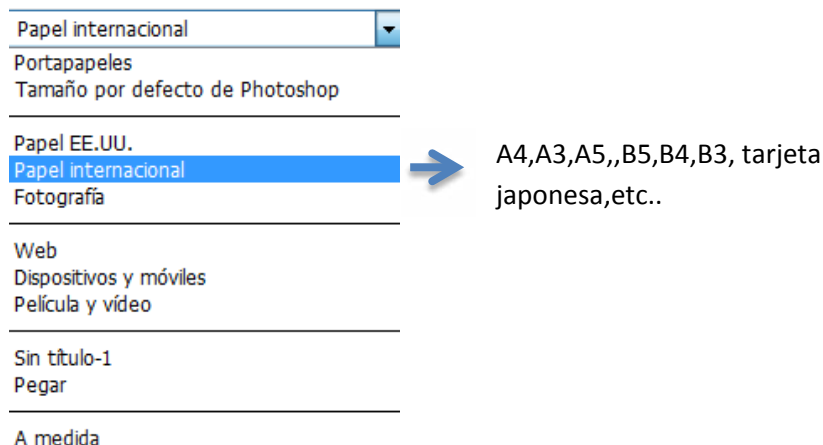 Papel internacional
Portapapeles
Tamaño por defecto de Photoshop
Papel EE.UU.
Papel internacional
Fotografía
Web
Dispositivos y móviles
Película y vídeo
Sin título-1
Pegar
A medida
A4,A3,A5,,B5,B4,B3, tarjeta
japonesa,etc..